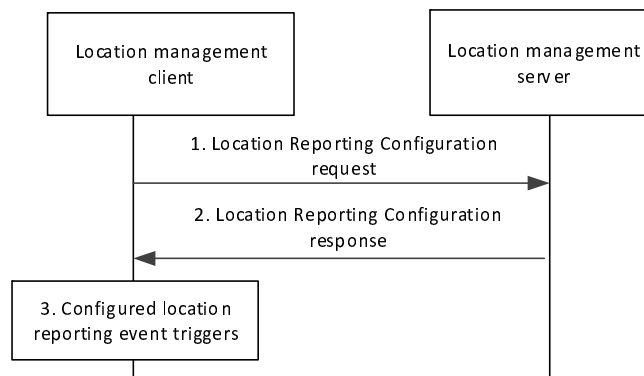 Location management
client
Location management
server
1. Location Reporting Configuration
request
2. Location Reporting Configuration
response
3. Configured location
reporting event triggers